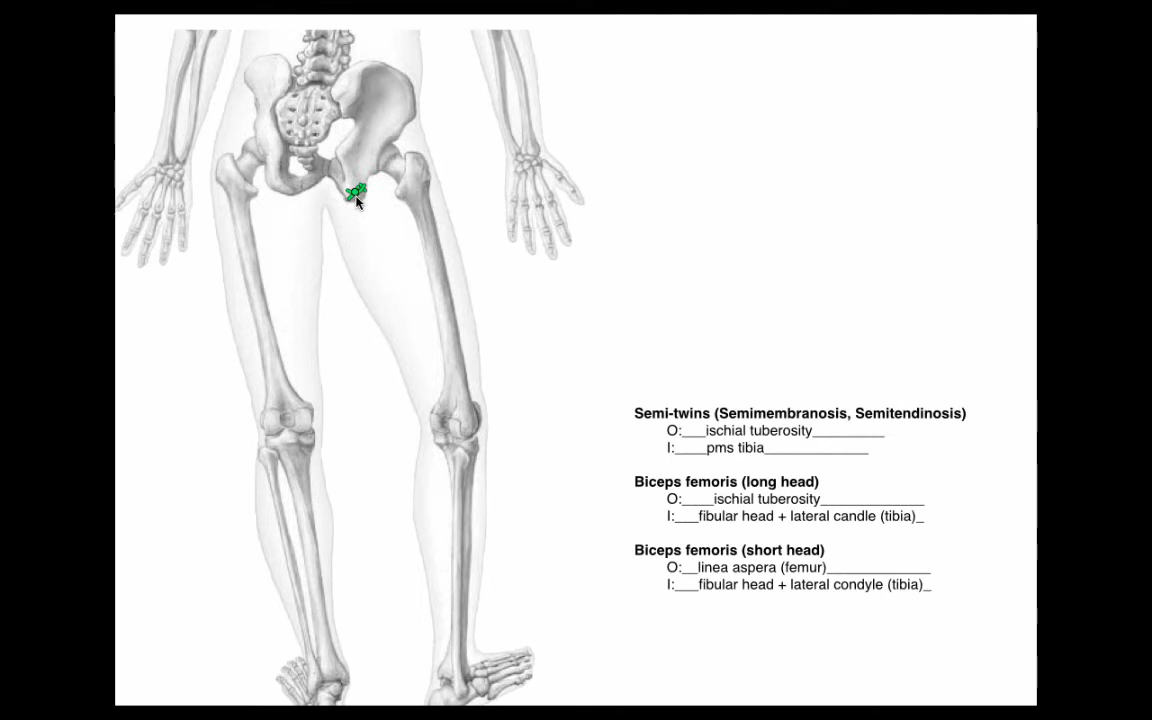 Semi-twins (Semimembranosis, Semitendinosis)
O:___ischial tuberosity_________
I:____pms tibia_____________
Biceps femoris (long head)
O:____ischial tuberosity_____________
I:___fibular head + lateral candle (tibia)_
Biceps femoris (short head)
O:__linea aspera (femur)_____________
I:___fibular head + lateral condyle (tibia)_